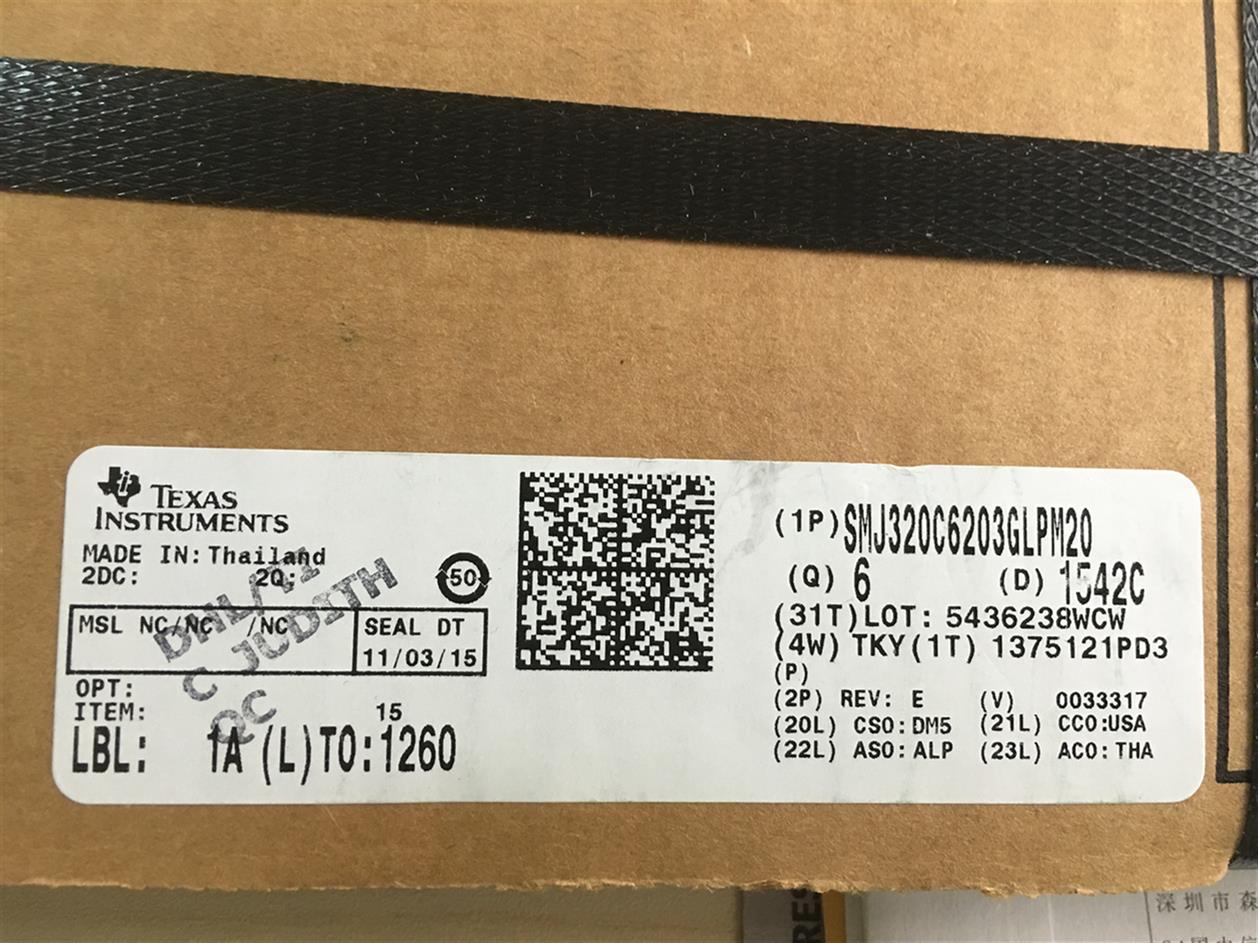 TEXAS
INSTRUMENTS
MADE IN: Thailand
2DC: 2Q:
50
MSL NC/NC /NC
SEAL DT
11/03/15
C JUDITH
QC
OPT:
ITEM: 15
LBL: 1A (L)TO:1260
(1P)SMJ320C6203GLPM20
(Q) 6 (D) 1542C
(31T)LOT: 5436238WCW
(4W) TKY(1T) 1375121PD3
(P)
(2P) REV: E (V) 0033317
(20L) CSO:DM5 (21L) CCO:USA
(22L) ASO:ALP (23L) ACO:THA
RES
深圳市森